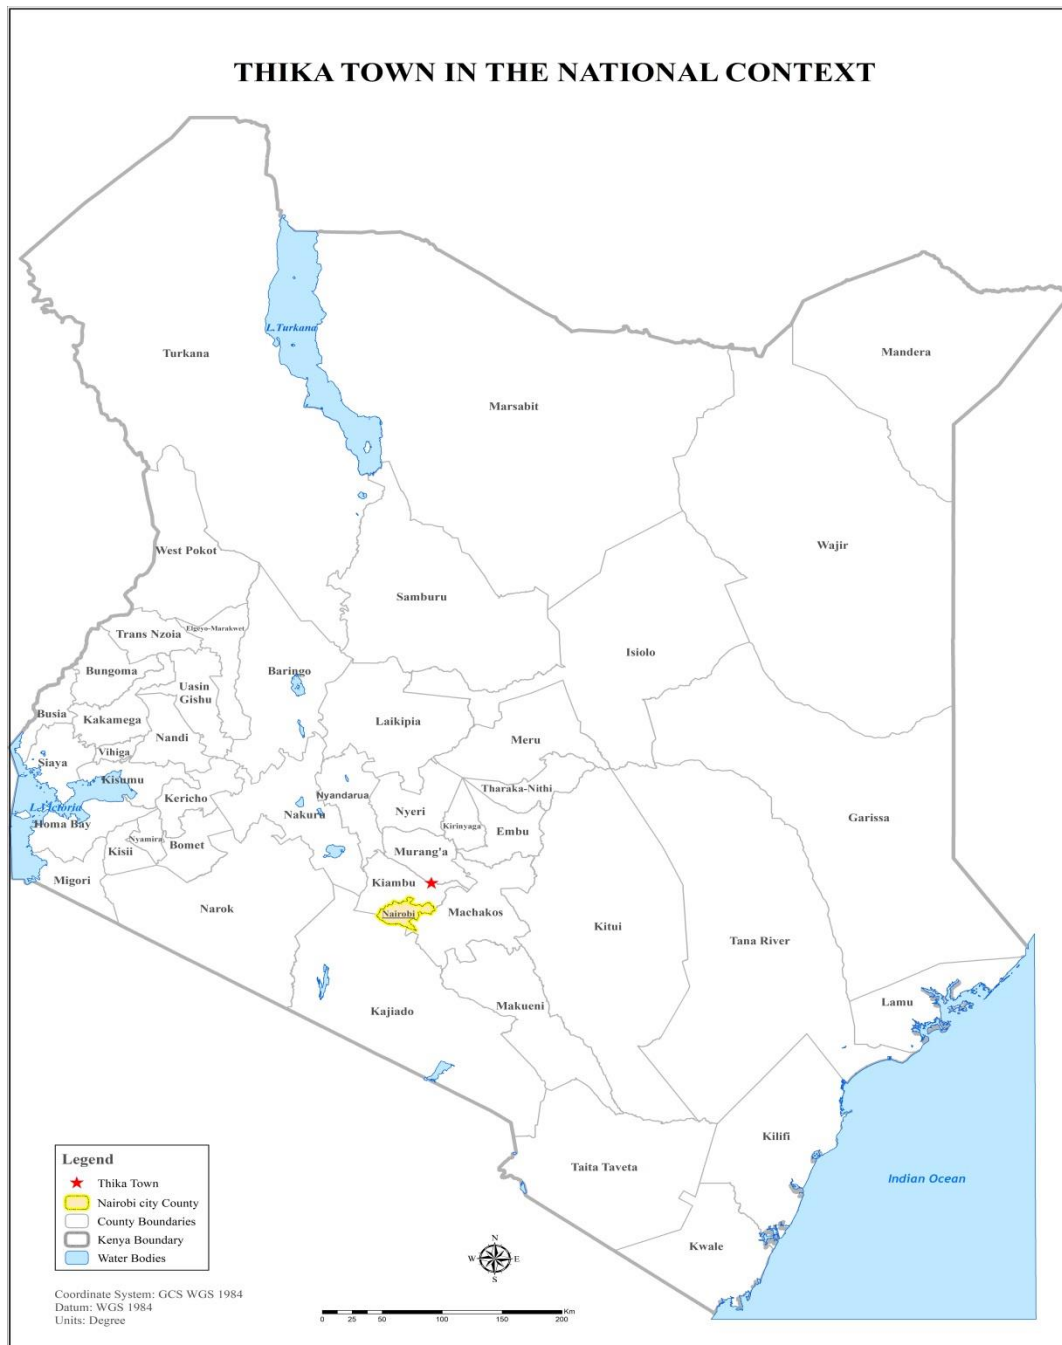 THIKA TOWN IN THE NATIONAL CONTEXT
L.Turkana
Turkana
Mandera
Marsabit
West Pokot
Wajir
Samburu
Elgeyo-Marakwet
Trans Nzoia
Isiolo
Bungoma
Baringo
Uasin
Gishu
Busia
Kakamega
Laikipia
Nandi
Meru
Vihiga
Siaya
Kisumu
Tharaka-Nithi
Nyandarua
Kericho
L.Victoria
Nakuru
Nyeri
Garissa
Homa Bay
Kirinyaga
Embu
Nyamira
Bomet
Kisii
Murang'a
Migori
Kiambu
Narok
Nairobi
Machakos
Kitui
Tana River
Lamu
Makueni
Kajiado
Kilifi
Taita Taveta
Indian Ocean
Kwale
Legend
Thika Town
Nairobi city County
County Boundaries
Kenya Boundary
Water Bodies
N
W E
S
Coordinate System: GCS WGS 1984
Datum: WGS 1984
Units: Degree
Km
0 25 50 100 150 200